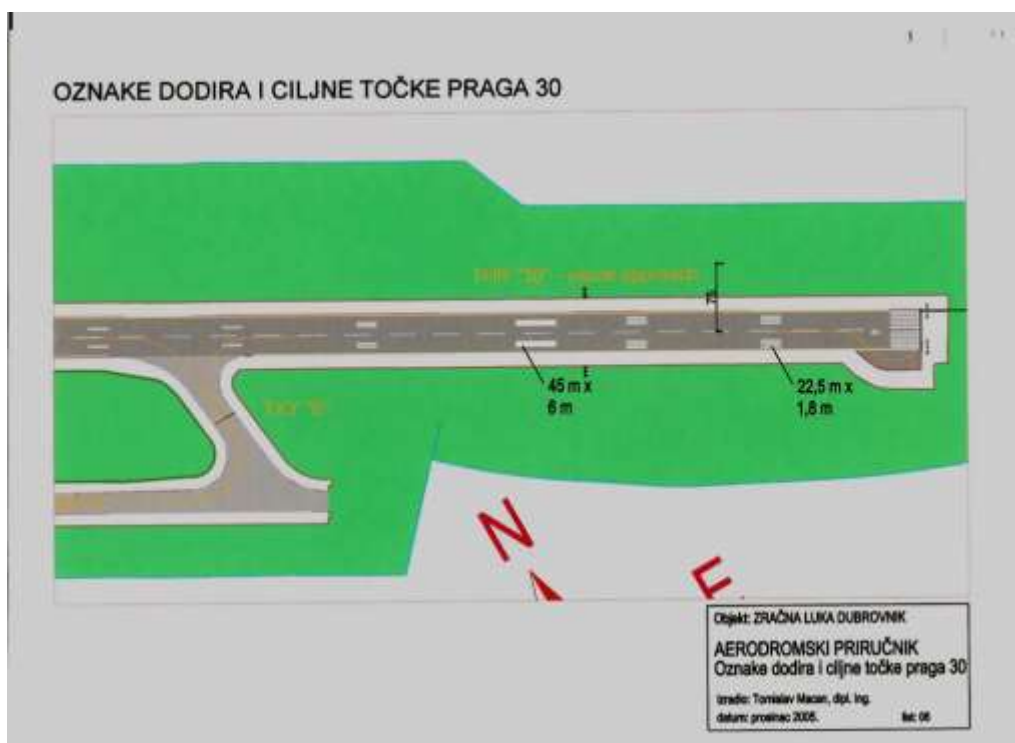 OZNAKE DODIRA I CILJNE TOČKE PRAGA 30
75
45 m x
6 m
22,5 m x
1,8 m
N
E
Objekt: ZRAČNA LUKA DUBROVNIK
AERODROMSKI PRIRUČNIK
Oznake dodira i ciljne točke praga 30
Izradio: Tomislav Macan, dipl. ing.
datum: prosinac 2005.
list: 06